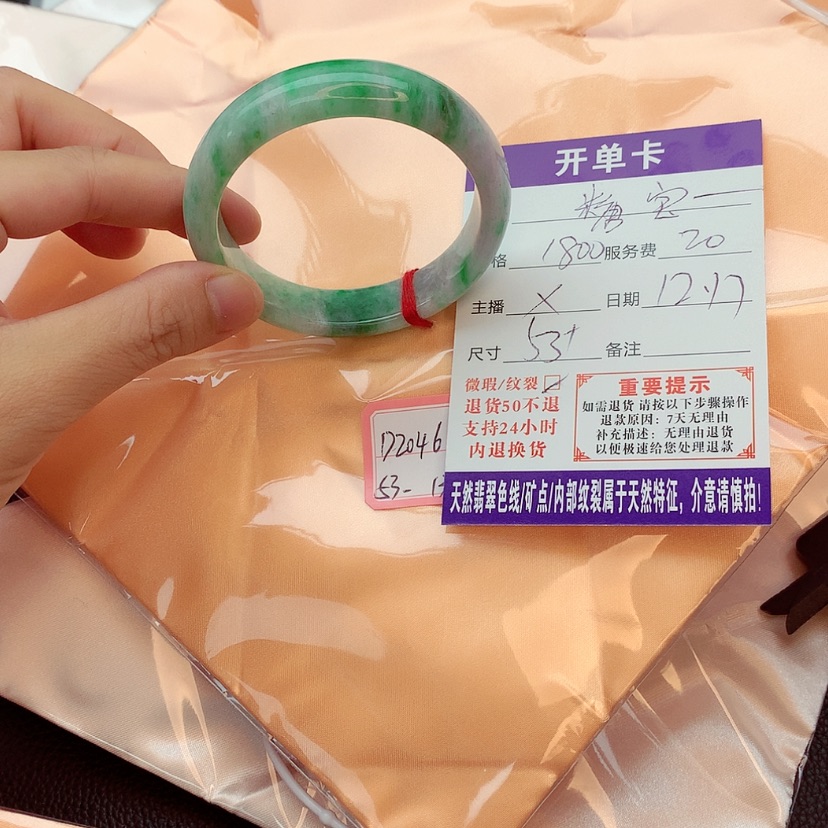 开单卡
糖宝一
格 1800 服务费 20
主播 X 日期 12.17
尺寸 53+ 备注
微瑕/纹裂
退货50不退
支持24小时
内退换货
重要提示
如需退货 请按以下步骤操作
退款原因：7天无理由
补充描述：无理由退货
以便极速给您处理退款
天然翡翠色线/矿点/内部纹裂属于天然特征，介意请慎拍！
D2046
53-